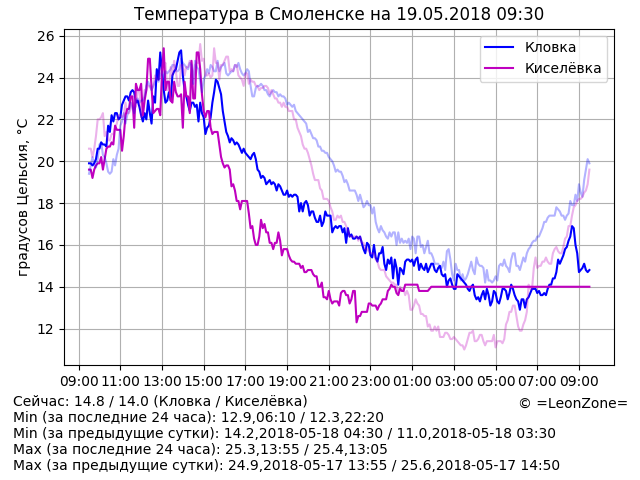 Температура в Смоленске на 19.05.2018 09:30
градусов Цельсия, °C
26
24
22
20
18
16
14
12
Кловка
Киселёвка
09:00 11:00 13:00 15:00 17:00 19:00 21:00 23:00 01:00 03:00 05:00 07:00 09:00
Сейчас: 14.8 / 14.0 (Кловка / Киселёвка)
© =LeonZone=
Min (за последние 24 часа): 12.9,06:10 / 12.3,22:20
Min (за предыдущие сутки): 14.2,2018-05-18 04:30 / 11.0,2018-05-18 03:30
Max (за последние 24 часа): 25.3,13:55 / 25.4,13:05
Max (за предыдущие сутки): 24.9,2018-05-17 13:55 / 25.6,2018-05-17 14:50